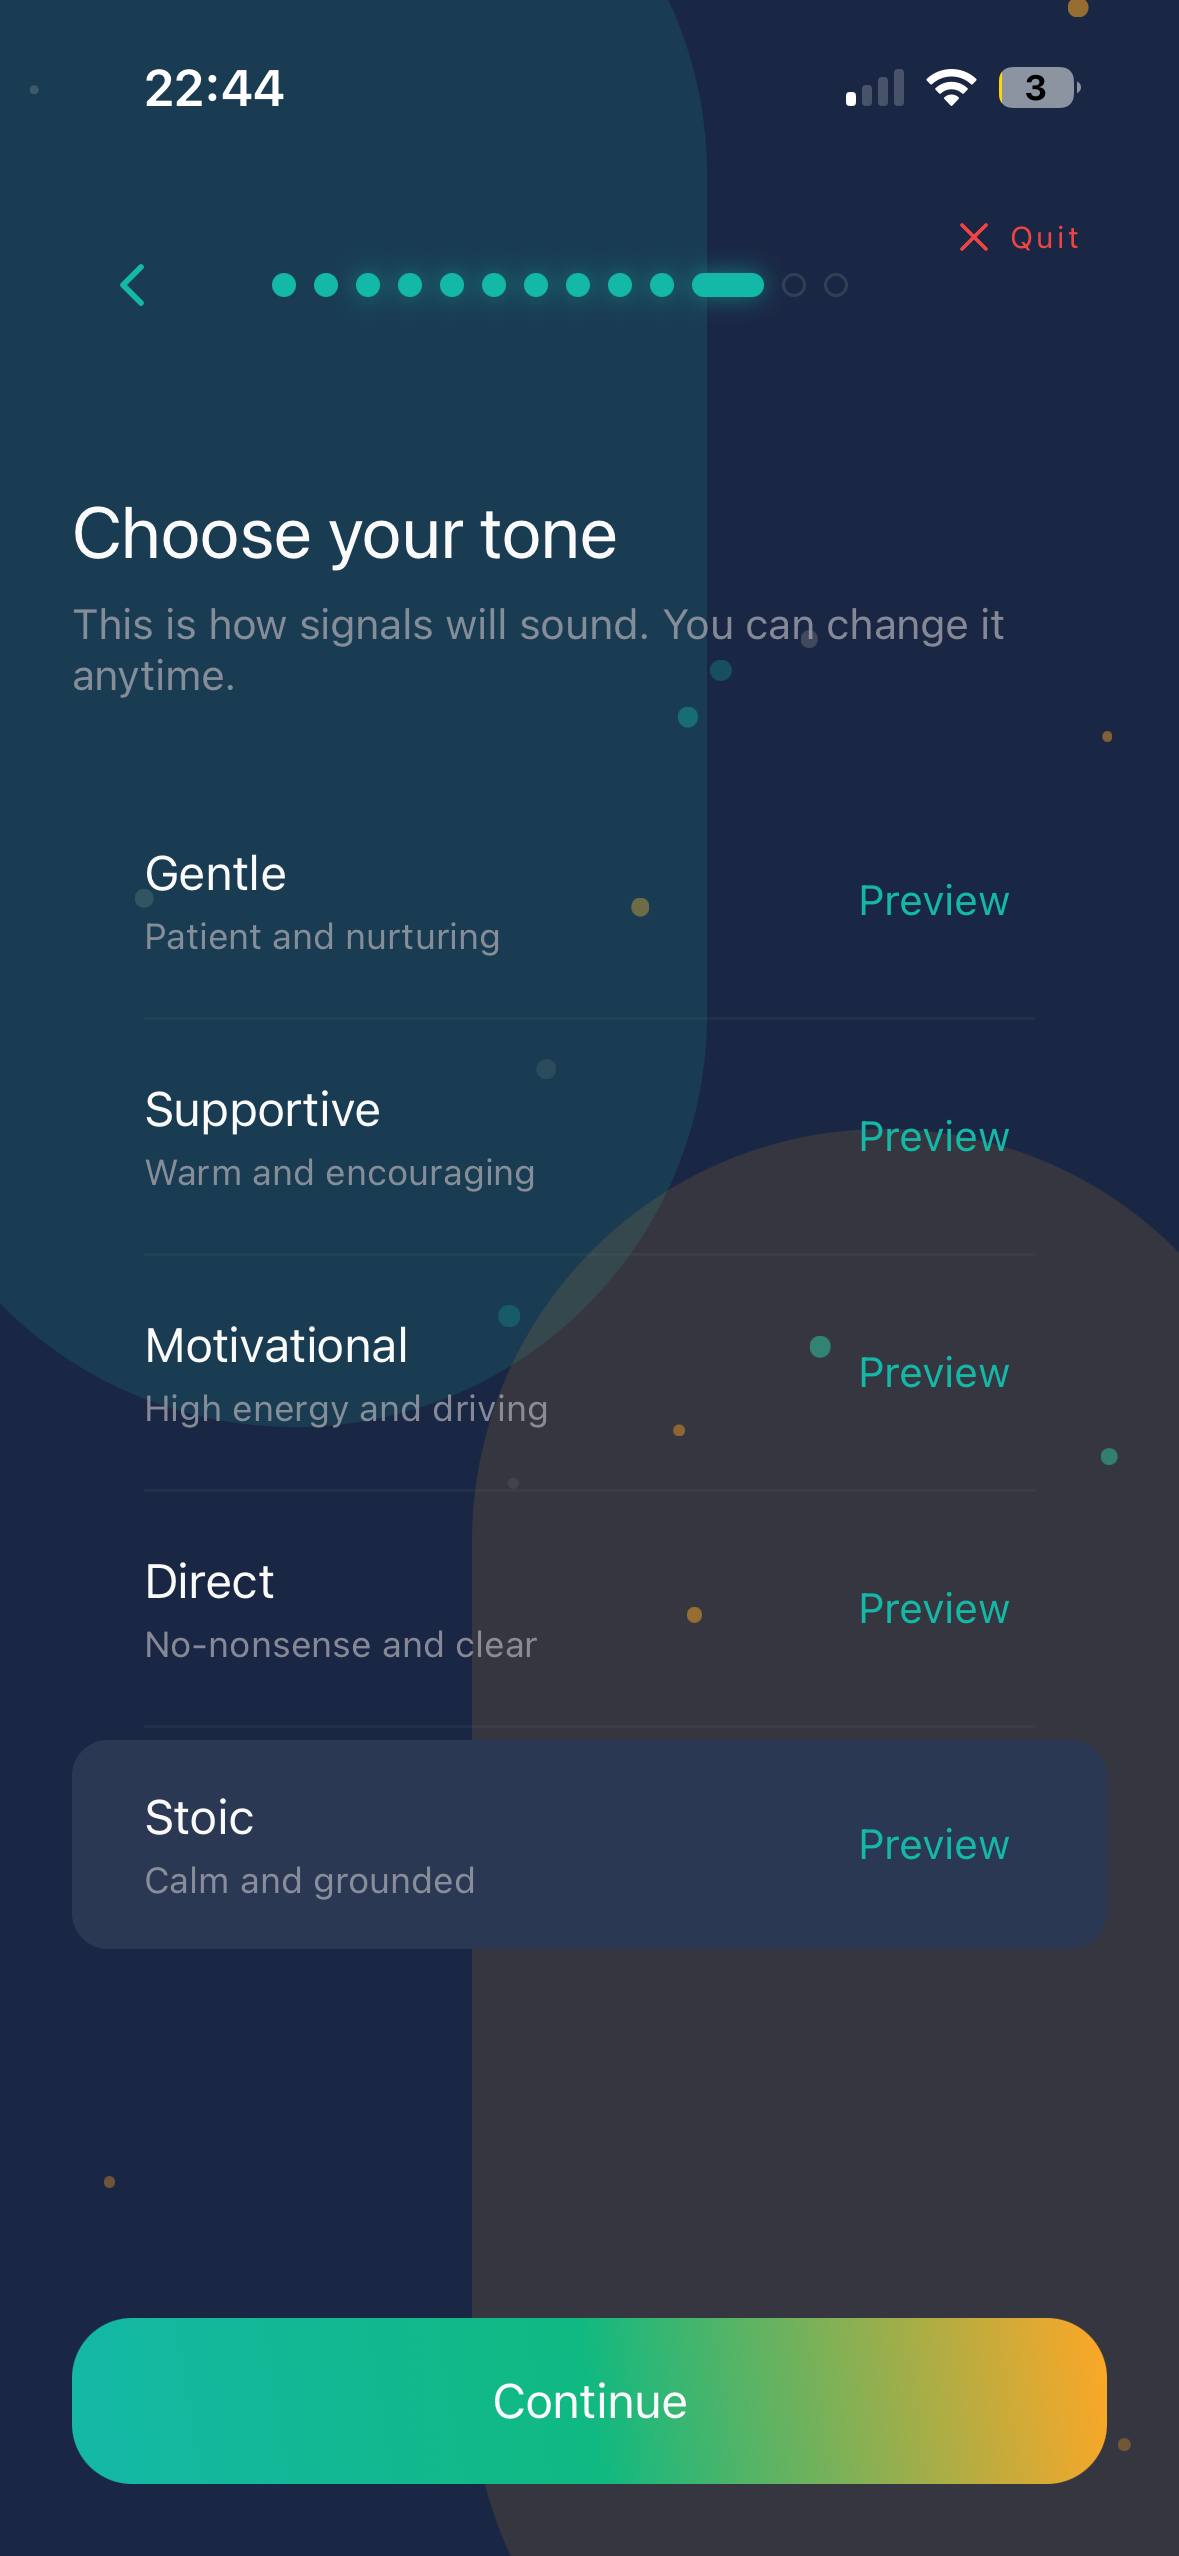 22:44
3
Quit
Choose your tone
This is how signals will sound. You can change it
anytime.
Gentle
Patient and nurturing
Preview
Supportive
Warm and encouraging
Preview
Motivational
High energy and driving
Preview
Direct
No-nonsense and clear
Preview
Stoic
Calm and grounded
Preview
Continue